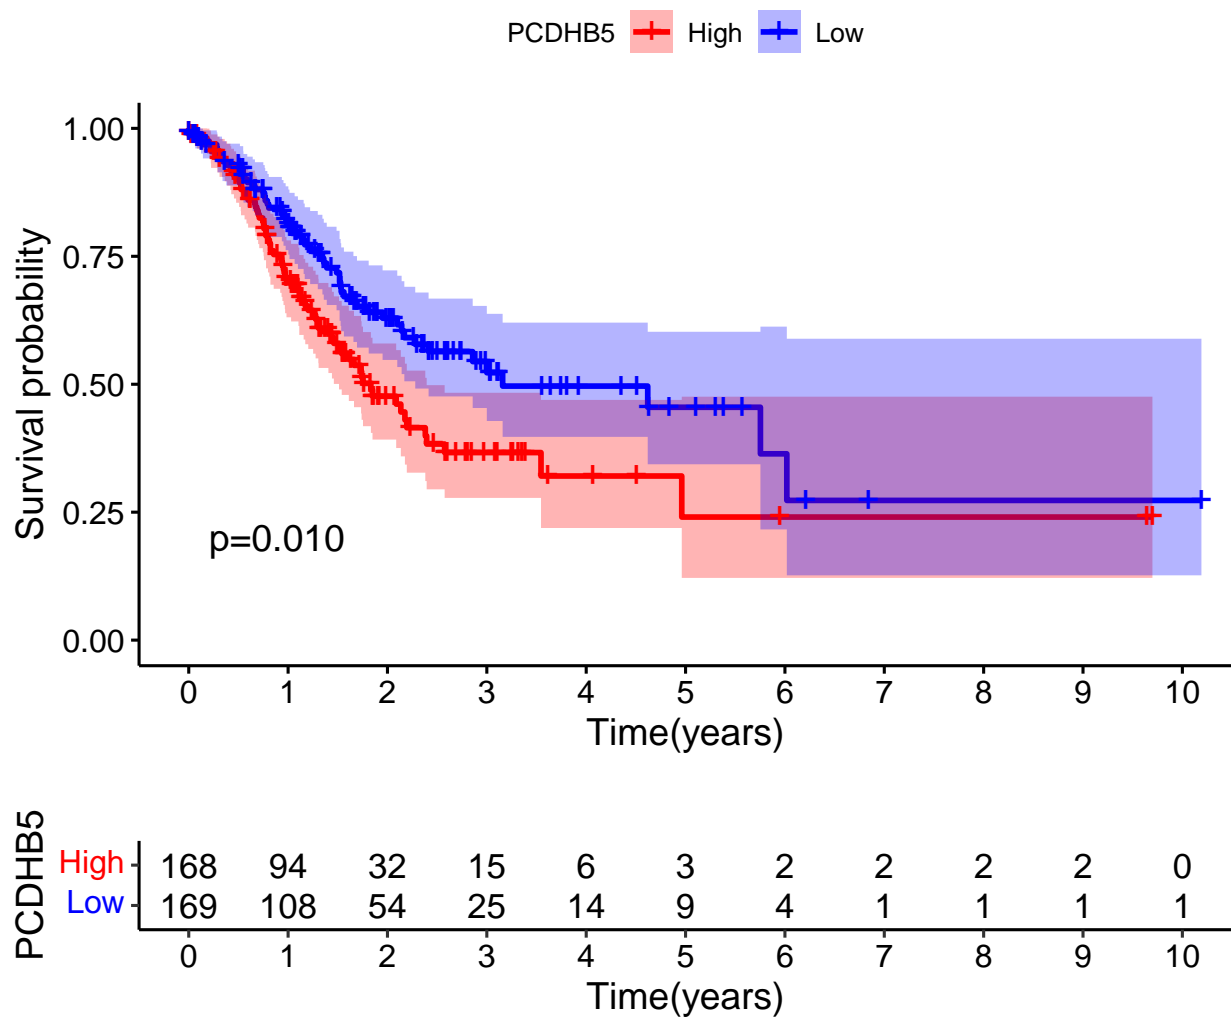 PCDHB5 High Low
Survival probability
1.00
0.75
0.50
0.25
0.00
p=0.010
0 1 2 3 4 5 6 7 8 9 10
Time(years)
PCDHB5
High 168 94 32 15 6 3 2 2 2 2 0
Low 169 108 54 25 14 9 4 1 1 1 1
0 1 2 3 4 5 6 7 8 9 10
Time(years)